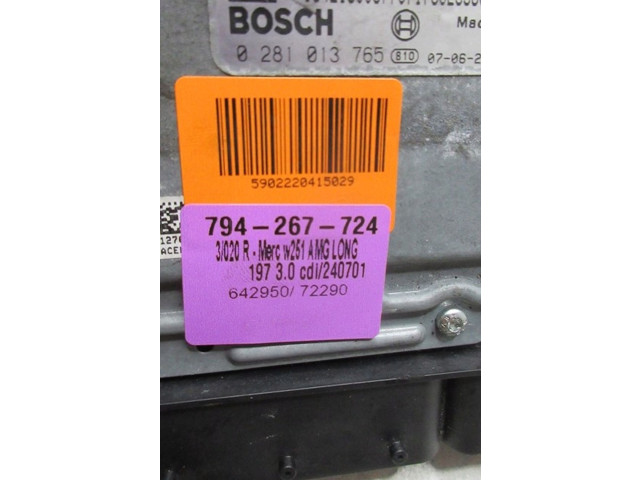 BOSCH
0 281 013 765 810 07-06-2
5902220415029
794-267-724
3/020 R - Merc w251 AMG LONG
197 3.0 cdi/240701
642950/ 72290